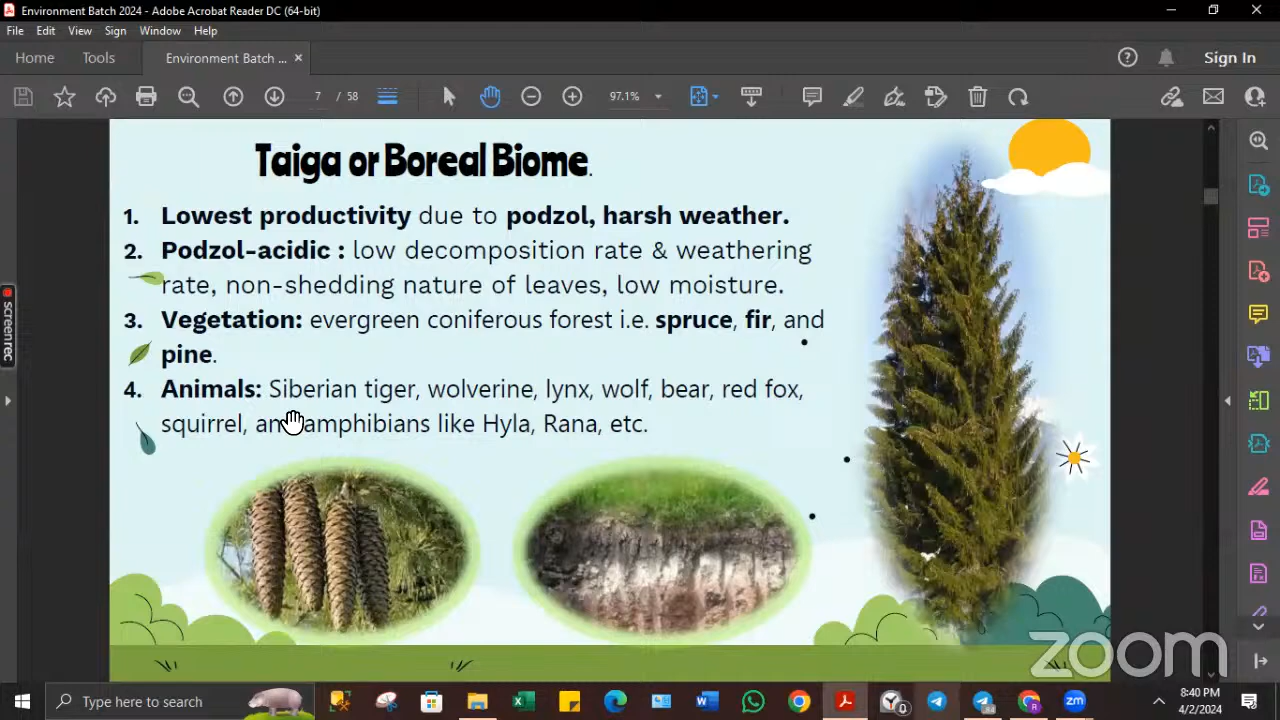 Environment Batch 2024 - Adobe Acrobat Reader DC (64-bit)
File Edit View Sign Window Help
Home Tools Environment Batch ... × Sign In
7 / 58 97.1%
Taiga or Boreal Biome.
1. Lowest productivity due to podzol, harsh weather.
2. Podzol-acidic : low decomposition rate & weathering
rate, non-shedding nature of leaves, low moisture.
3. Vegetation: evergreen coniferous forest i.e. spruce, fir, and
pine.
4. Animals: Siberian tiger, wolverine, lynx, wolf, bear, red fox,
squirrel, and amphibians like Hyla, Rana, etc.
screenrec
zoom
Type here to search
zm
8:40 PM
4/2/2024